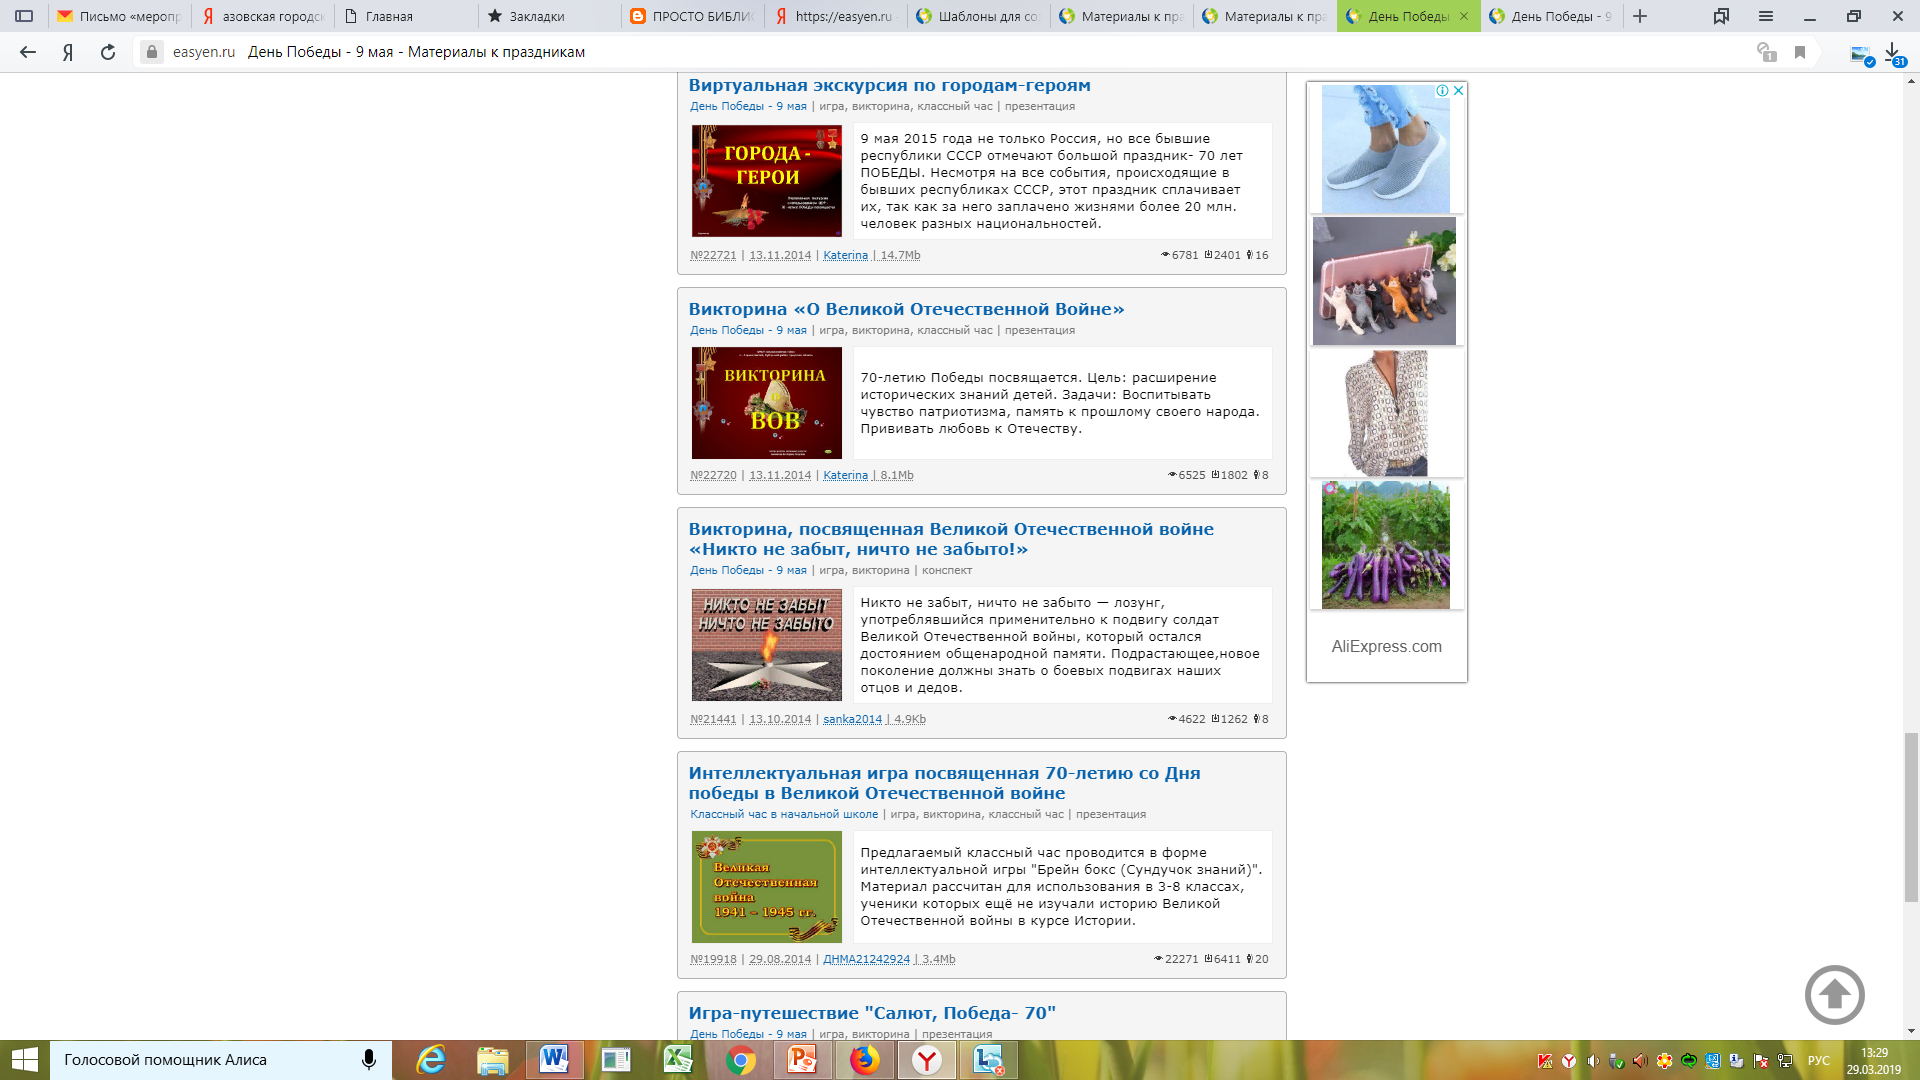 Письмо «меропр
азовская городск
Главная
Закладки
ПРОСТО БИБЛИО
https://easyen.ru
Шаблоны для со
Материалы к пра
Материалы к пра
День Победы
День Победы - 9
easyen.ru День Победы - 9 мая - Материалы к праздникам
1
31
Виртуальная экскурсия по городам-героям
День Победы - 9 мая | игра, викторина, классный час | презентация
ГОРОДА -
ГЕРОИ
9 мая 2015 года не только Россия, но все бывшие
республики СССР отмечают большой праздник- 70 лет
ПОБЕДЫ. Несмотря на все события, происходящие в
бывших республиках СССР, этот праздник сплачивает
их, так как за него заплачено жизнями более 20 млн.
человек разных национальностей.
№22721 | 13.11.2014 | Katerina | 14.7Mb
6781 2401 16
Викторина «О Великой Отечественной Войне»
День Победы - 9 мая | игра, викторина, классный час | презентация
ВИКТОРИНА
О
ВОВ
70-летию Победы посвящается. Цель: расширение
исторических знаний детей. Задачи: Воспитывать
чувство патриотизма, память к прошлому своего народа.
Прививать любовь к Отечеству.
№22720 | 13.11.2014 | Katerina | 8.1Mb
6525 1802 8
Викторина, посвященная Великой Отечественной войне
«Никто не забыт, ничто не забыто!»
День Победы - 9 мая | игра, викторина | конспект
НИКТО НЕ ЗАБЫТ
НИЧТО НЕ ЗАБЫТО
Никто не забыт, ничто не забыто — лозунг,
употреблявшийся применительно к подвигу солдат
Великой Отечественной войны, который остался
достоянием общенародной памяти. Подрастающее,новое
поколение должны знать о боевых подвигах наших
отцов и дедов.
№21441 | 13.10.2014 | sanka2014 | 4.9Kb
4622 1262 8
Интеллектуальная игра посвященная 70-летию со Дня
победы в Великой Отечественной войне
Классный час в начальной школе | игра, викторина, классный час | презентация
Великая
Отечественная
война
1941 - 1945 гг.
Предлагаемый классный час проводится в форме
интеллектуальной игры "Брейн бокс (Сундучок знаний)".
Материал рассчитан для использования в 3-8 классах,
ученики которых ещё не изучали историю Великой
Отечественной войны в курсе Истории.
№19918 | 29.08.2014 | ДНМА21242924 | 3.4Mb
22271 6411 20
Игра-путешествие "Салют, Победа- 70"
День Победы - 9 мая | игра, викторина | презентация
AliExpress.com
Голосовой помощник Алиса
РУС
13:29
29.03.2019